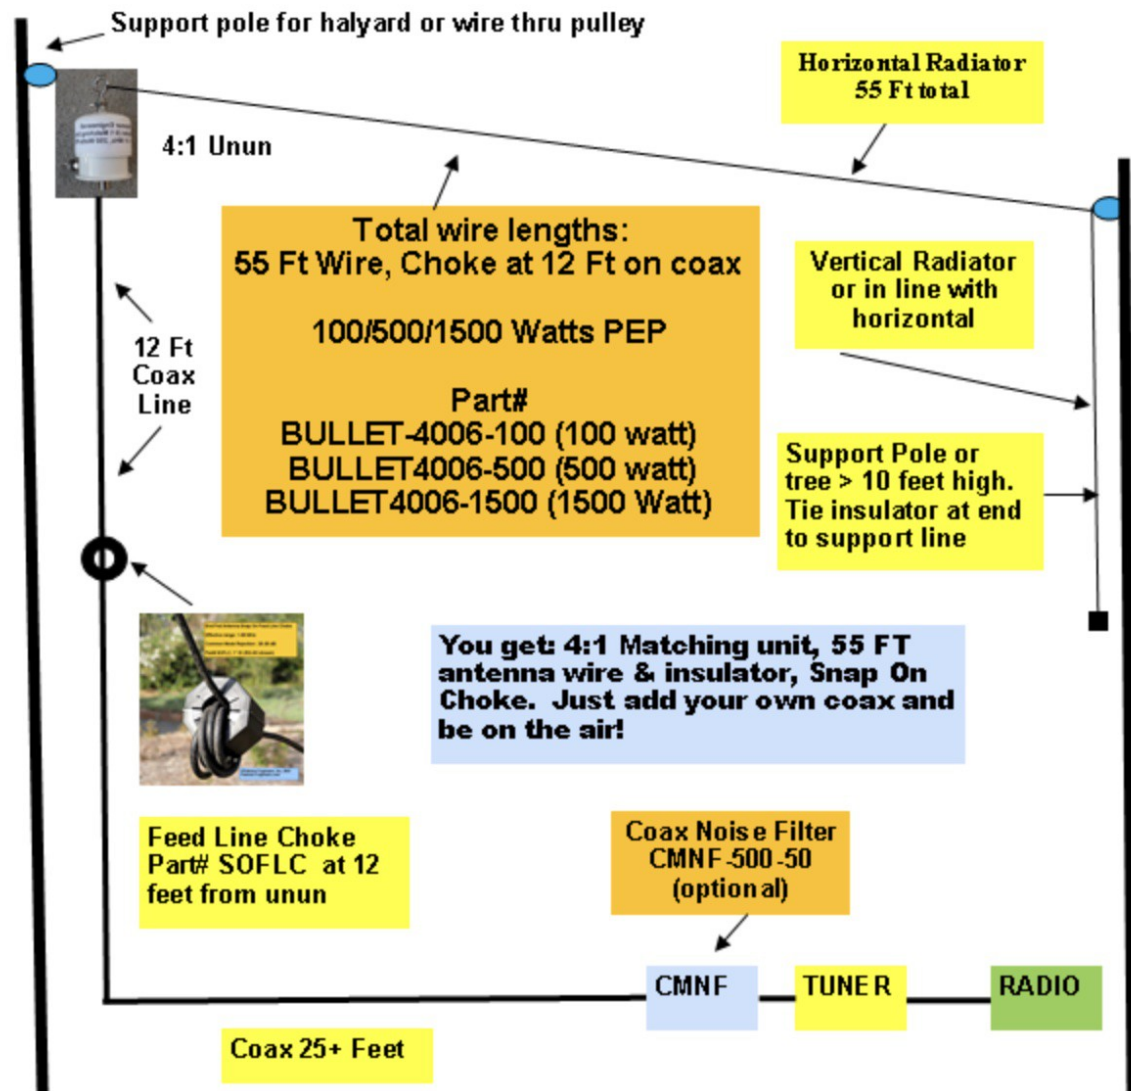 Support pole for halyard or wire thru pulley
Horizontal Radiator
55 Ft total
4:1 Unun
Total wire lengths:
55 Ft Wire, Choke at 12 Ft on coax
100/500/1500 Watts PEP
Part#
BULLET-4006-100 (100 watt)
BULLET4006-500 (500 watt)
BULLET4006-1500 (1500 Watt)
Vertical Radiator
or in line with
horizontal
12 Ft
Coax
Line
Support Pole or
tree > 10 feet high.
Tie insulator at end
to support line
You get: 4:1 Matching unit, 55 FT
antenna wire & insulator, Snap On
Choke. Just add your own coax and
be on the air!
Feed Line Choke
Part# SOFLC at 12
feet from unun
Coax Noise Filter
CMNF-500-50
(optional)
CMNF
TUNER
RADIO
Coax 25+ Feet